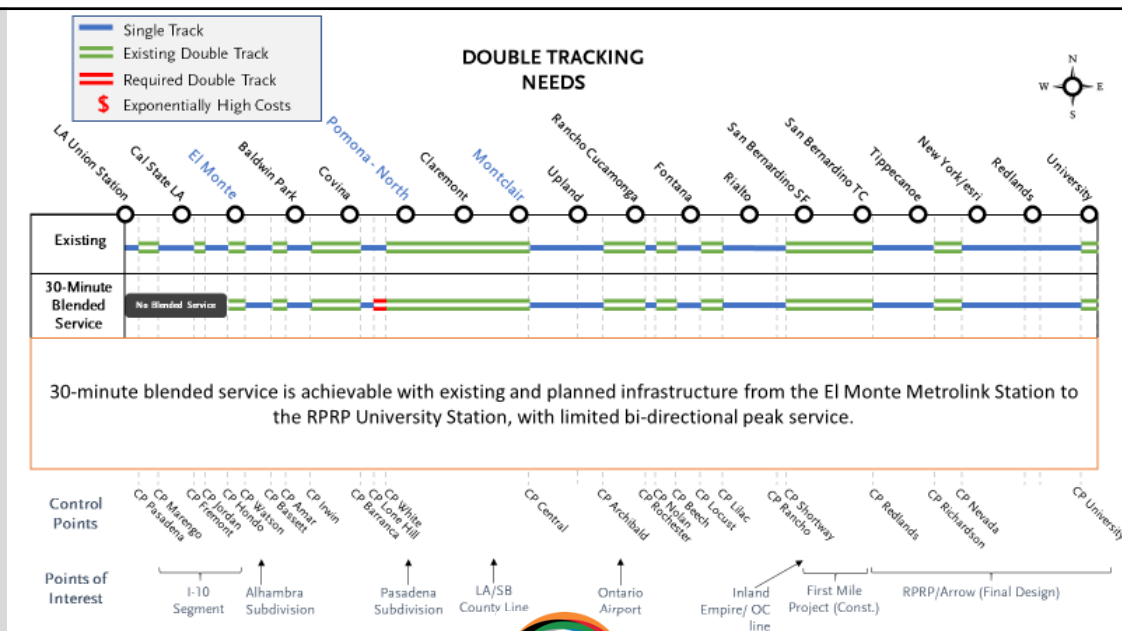 Single Track
Existing Double Track
Required Double Track
$ Exponentially High Costs
DOUBLE TRACKING
NEEDS
N
W
E
S
LA Union Station
Cal State LA
El Monte
Baldwin Park
Covina
Pomona - North
Claremont
Montclair
Upland
Rancho Cucamonga
Fontana
Rialto
San Bernardino SF
San Bernardino TC
Tippecanoe
New York/esri
Redlands
University
Existing
30-Minute
Blended
Service
No Blended Service
30-minute blended service is achievable with existing and planned infrastructure from the El Monte Metrolink Station to
the RPRP University Station, with limited bi-directional peak service.
Control
Points
CP Pasadena
CP Marengo
CP Fremont
CP Jordan
CP Hondo
CP Watson
CP Bassett
CP Amar
CP Irwin
CP Barranca
CP Lone Hill
CP White
CP Central
CP Archibald
CP Rochester
CP Nolan
CP Beech
CP Locust
CP Lilac
CP Rancho
CP Shortway
CP Redlands
CP Richardson
CP Nevada
CP University
Points of
Interest
I-10
Segment
Alhambra
Subdivision
Pasadena
Subdivision
LA/SB
County Line
Ontario
Airport
Inland
Empire/ OC
line
First Mile
Project (Const.)
RPRP/Arrow (Final Design)